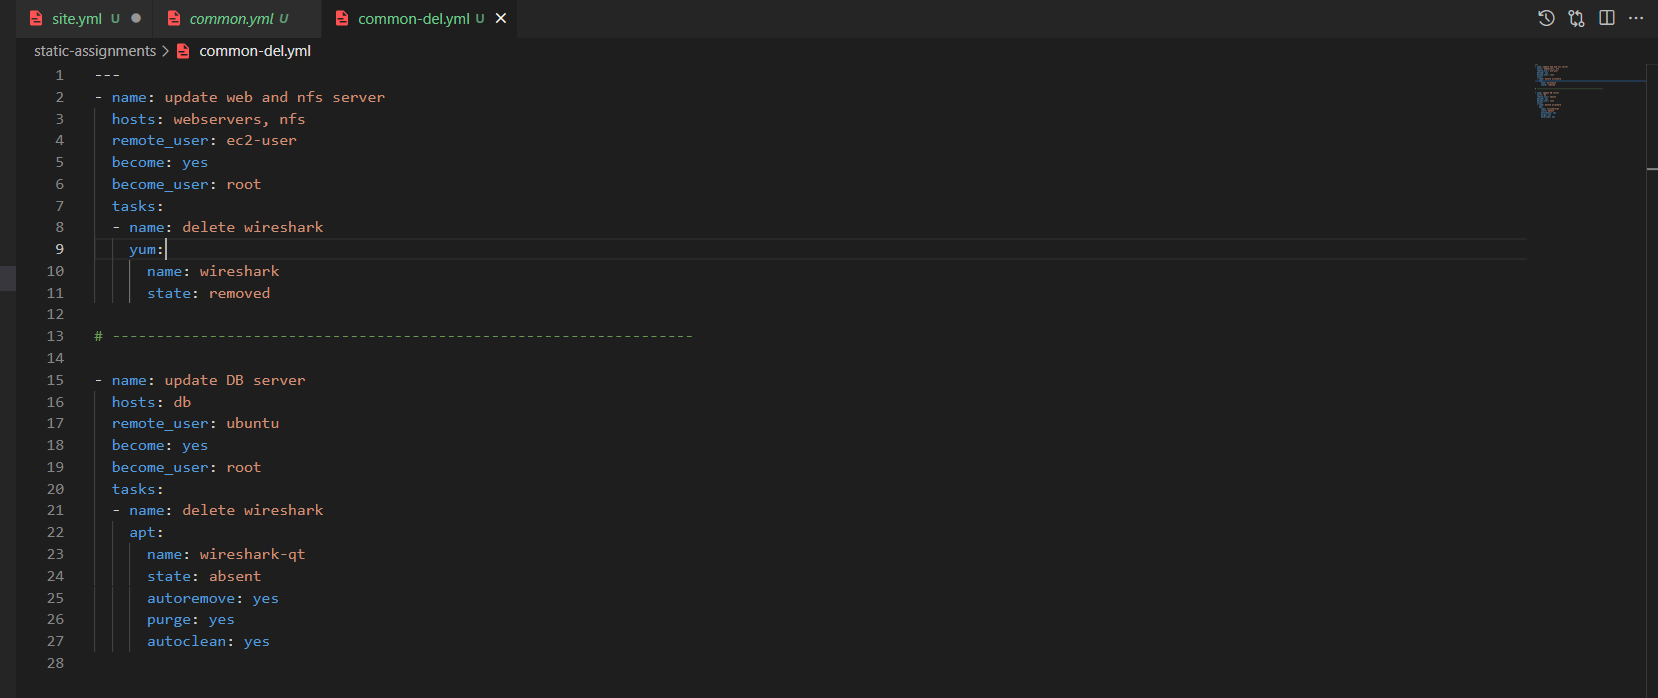 site.yml U
common.yml U
common-del.yml U
static-assignments > common-del.yml
1 ---
2 - name: update web and nfs server
3   hosts: webservers, nfs
4   remote_user: ec2-user
5   become: yes
6   become_user: root
7   tasks:
8   - name: delete wireshark
9     yum:
10       name: wireshark
11       state: removed
12
13 # ------------------------------------------------------------------
14
15 - name: update DB server
16   hosts: db
17   remote_user: ubuntu
18   become: yes
19   become_user: root
20   tasks:
21   - name: delete wireshark
22     apt:
23       name: wireshark-qt
24       state: absent
25       autoremove: yes
26       purge: yes
27       autoclean: yes
28